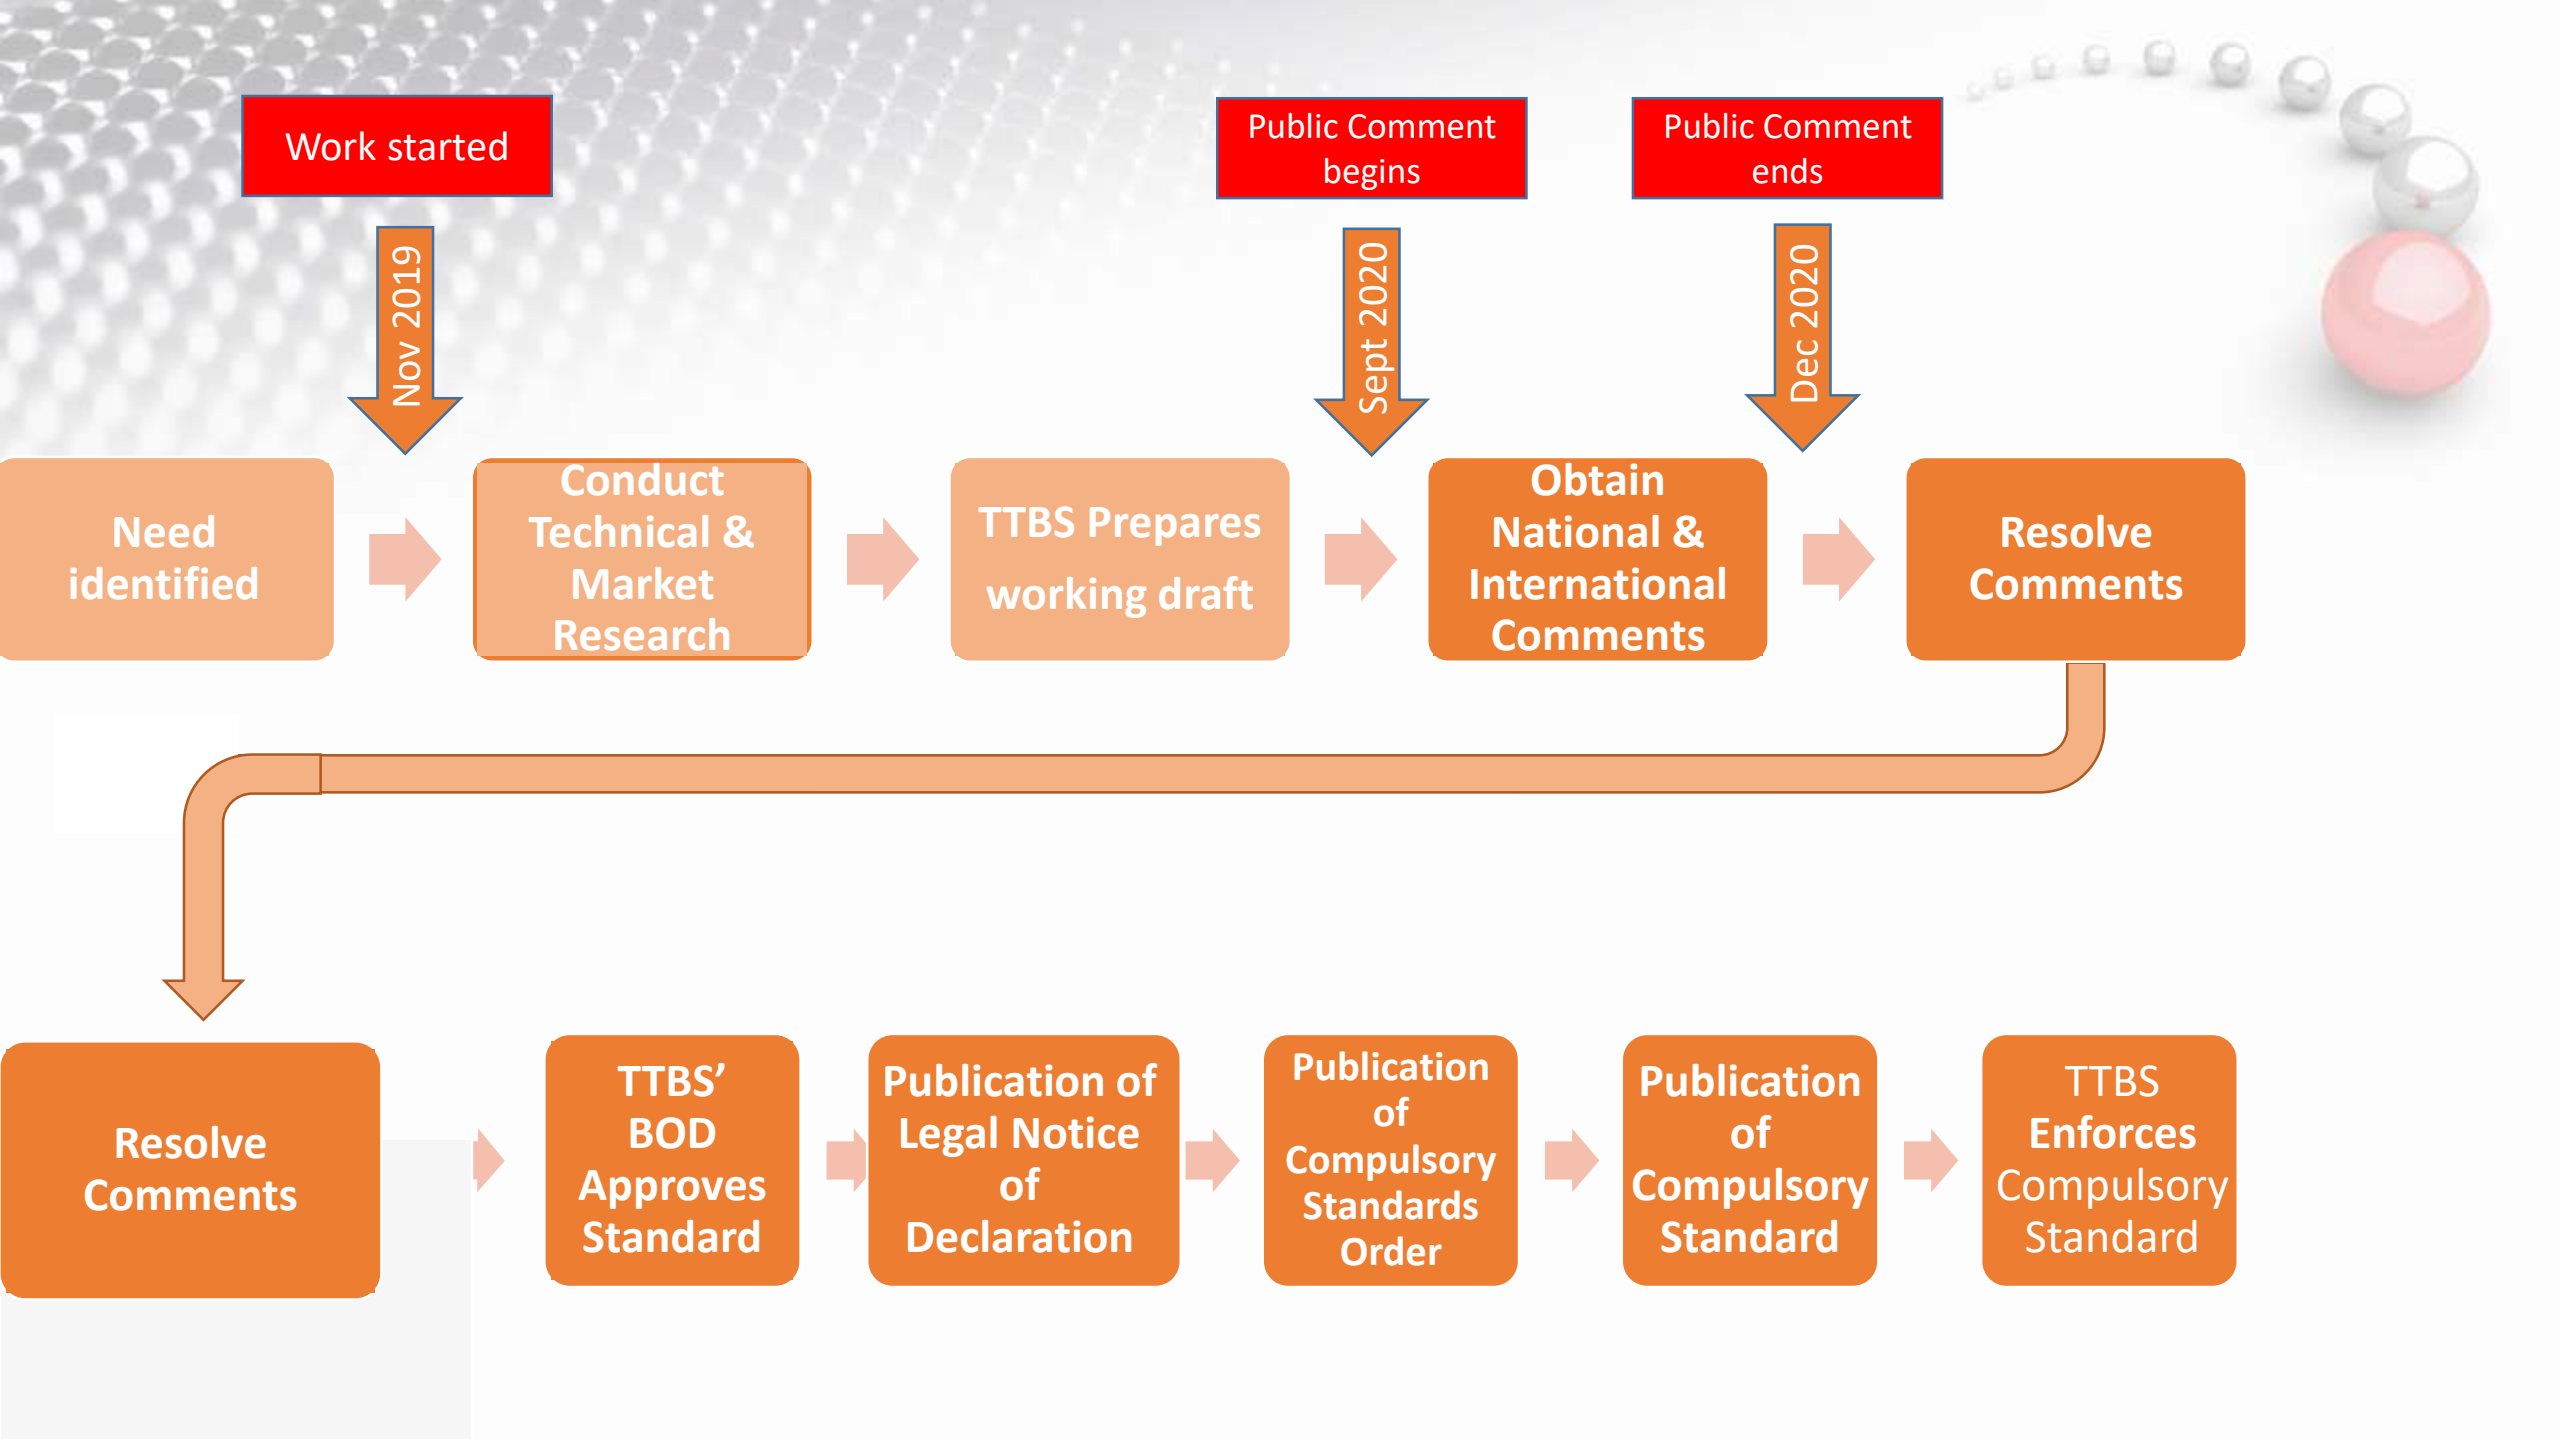 Work started
Public Comment
begins
Public Comment
ends
Nov 2019
Sept 2020
Dec 2020
Need
identified
Conduct
Technical &
Market
Research
TTBS Prepares
working draft
Obtain
National &
International
Comments
Resolve
Comments
Resolve
Comments
TTBS’
BOD
Approves
Standard
Publication of
Legal Notice
of
Declaration
Publication
of
Compulsory
Standards
Order
Publication
of
Compulsory
Standard
TTBS
Enforces
Compulsory
Standard